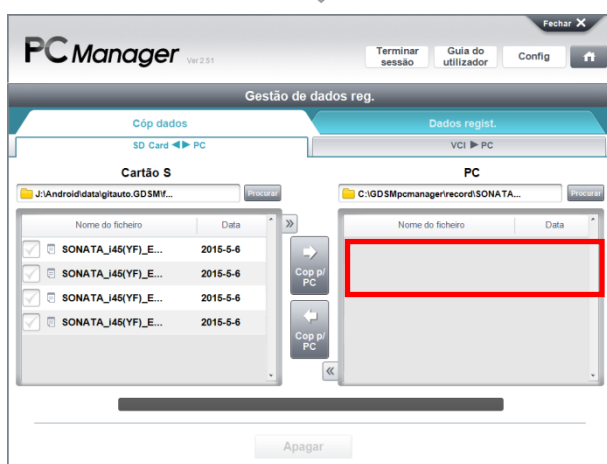 Fechar X
PC Manager Ver 2.51
Terminar sessão
Guia do utilizador
Config
Gestão de dados reg.
Cóp dados
Dados regist.
SD Card ◀▶ PC
VCI ▶ PC
Cartão S
PC
J:\Android\data\gitauto.GDSM\f...
Procurar
C:\GDSMpcmanager\record\SONATA...
Procurar
Nome do ficheiro
Data
Nome do ficheiro
Data
SONATA_i45(YF)_E... 2015-5-6
SONATA_i45(YF)_E... 2015-5-6
SONATA_i45(YF)_E... 2015-5-6
SONATA_i45(YF)_E... 2015-5-6
Cop p/
PC
Cop p/
PC
Apagar